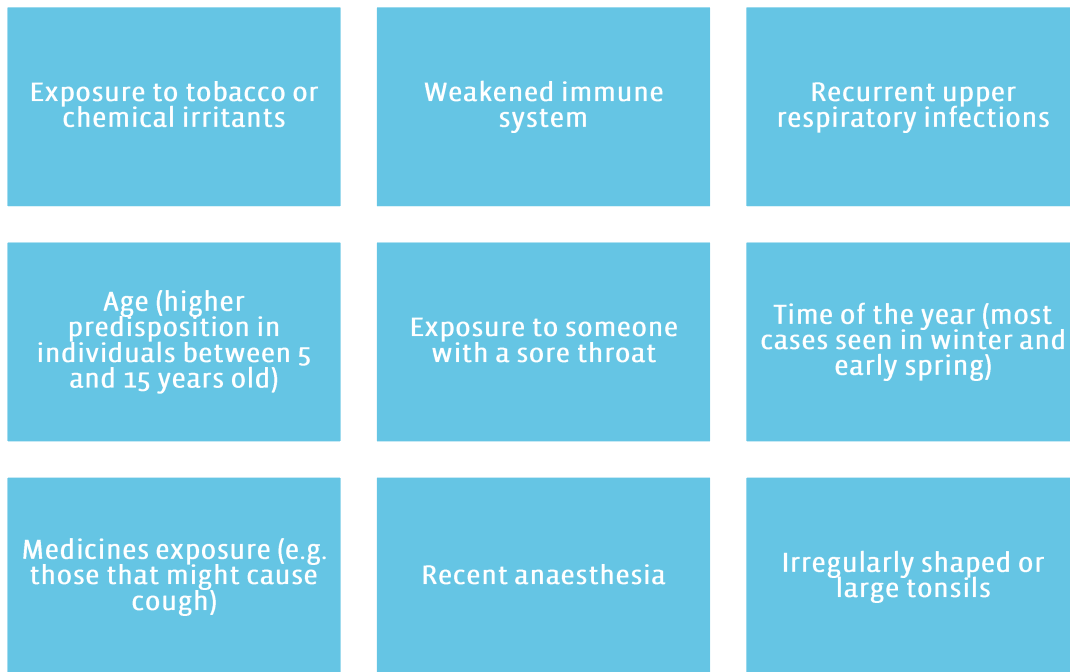 Exposure to tobacco or
chemical irritants
Weakened immune
system
Recurrent upper
respiratory infections
Age (higher
predisposition in
individuals between 5
and 15 years old)
Exposure to someone
with a sore throat
Time of the year (most
cases seen in winter and
early spring)
Medicines exposure (e.g.
those that might cause
cough)
Recent anaesthesia
Irregularly shaped or
large tonsils